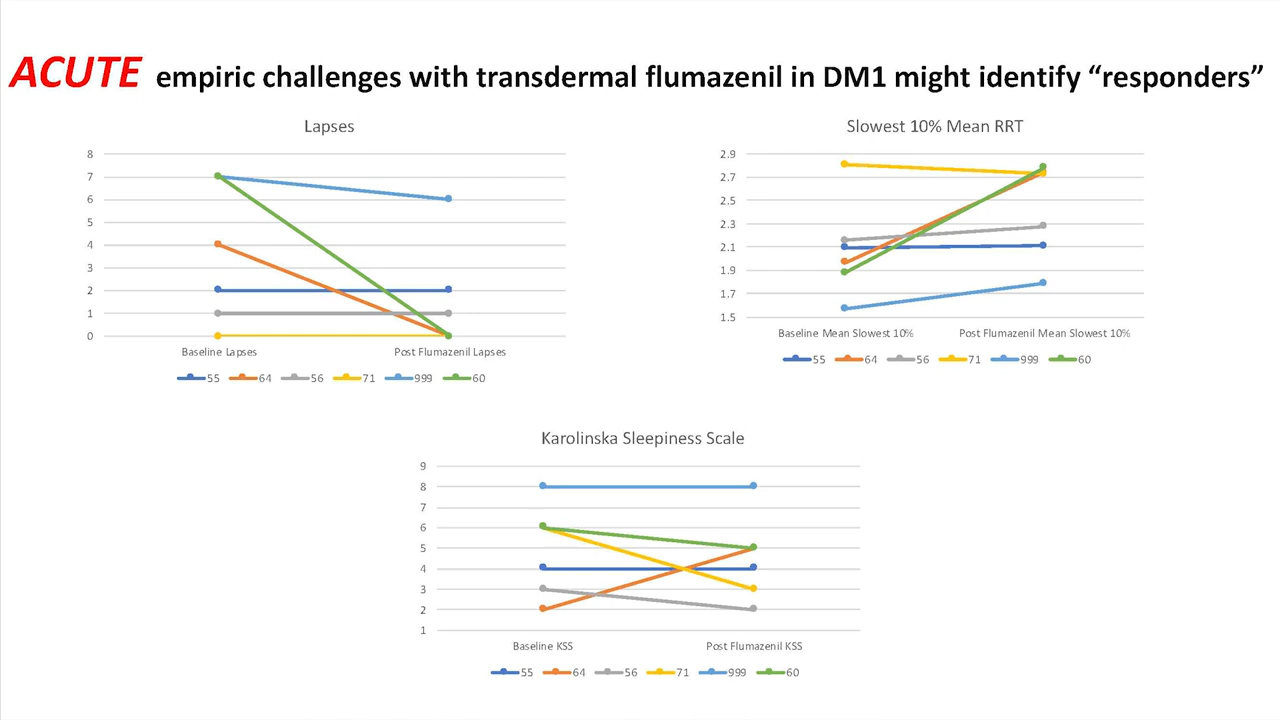 ACUTE empiric challenges with transdermal flumazenil in DM1 might identify “responders”
Lapses
8
7
6
5
4
3
2
1
0
Baseline Lapses
Post Flumazenil Lapses
55 64 56 71 999 60
Slowest 10% Mean RRT
2.9
2.7
2.5
2.3
2.1
1.9
1.7
1.5
Baseline Mean Slowest 10%
Post Flumazenil Mean Slowest 10%
55 64 56 71 999 60
Karolinska Sleepiness Scale
9
8
7
6
5
4
3
2
1
Baseline KSS
Post Flumazenil KSS
55 64 56 71 999 60